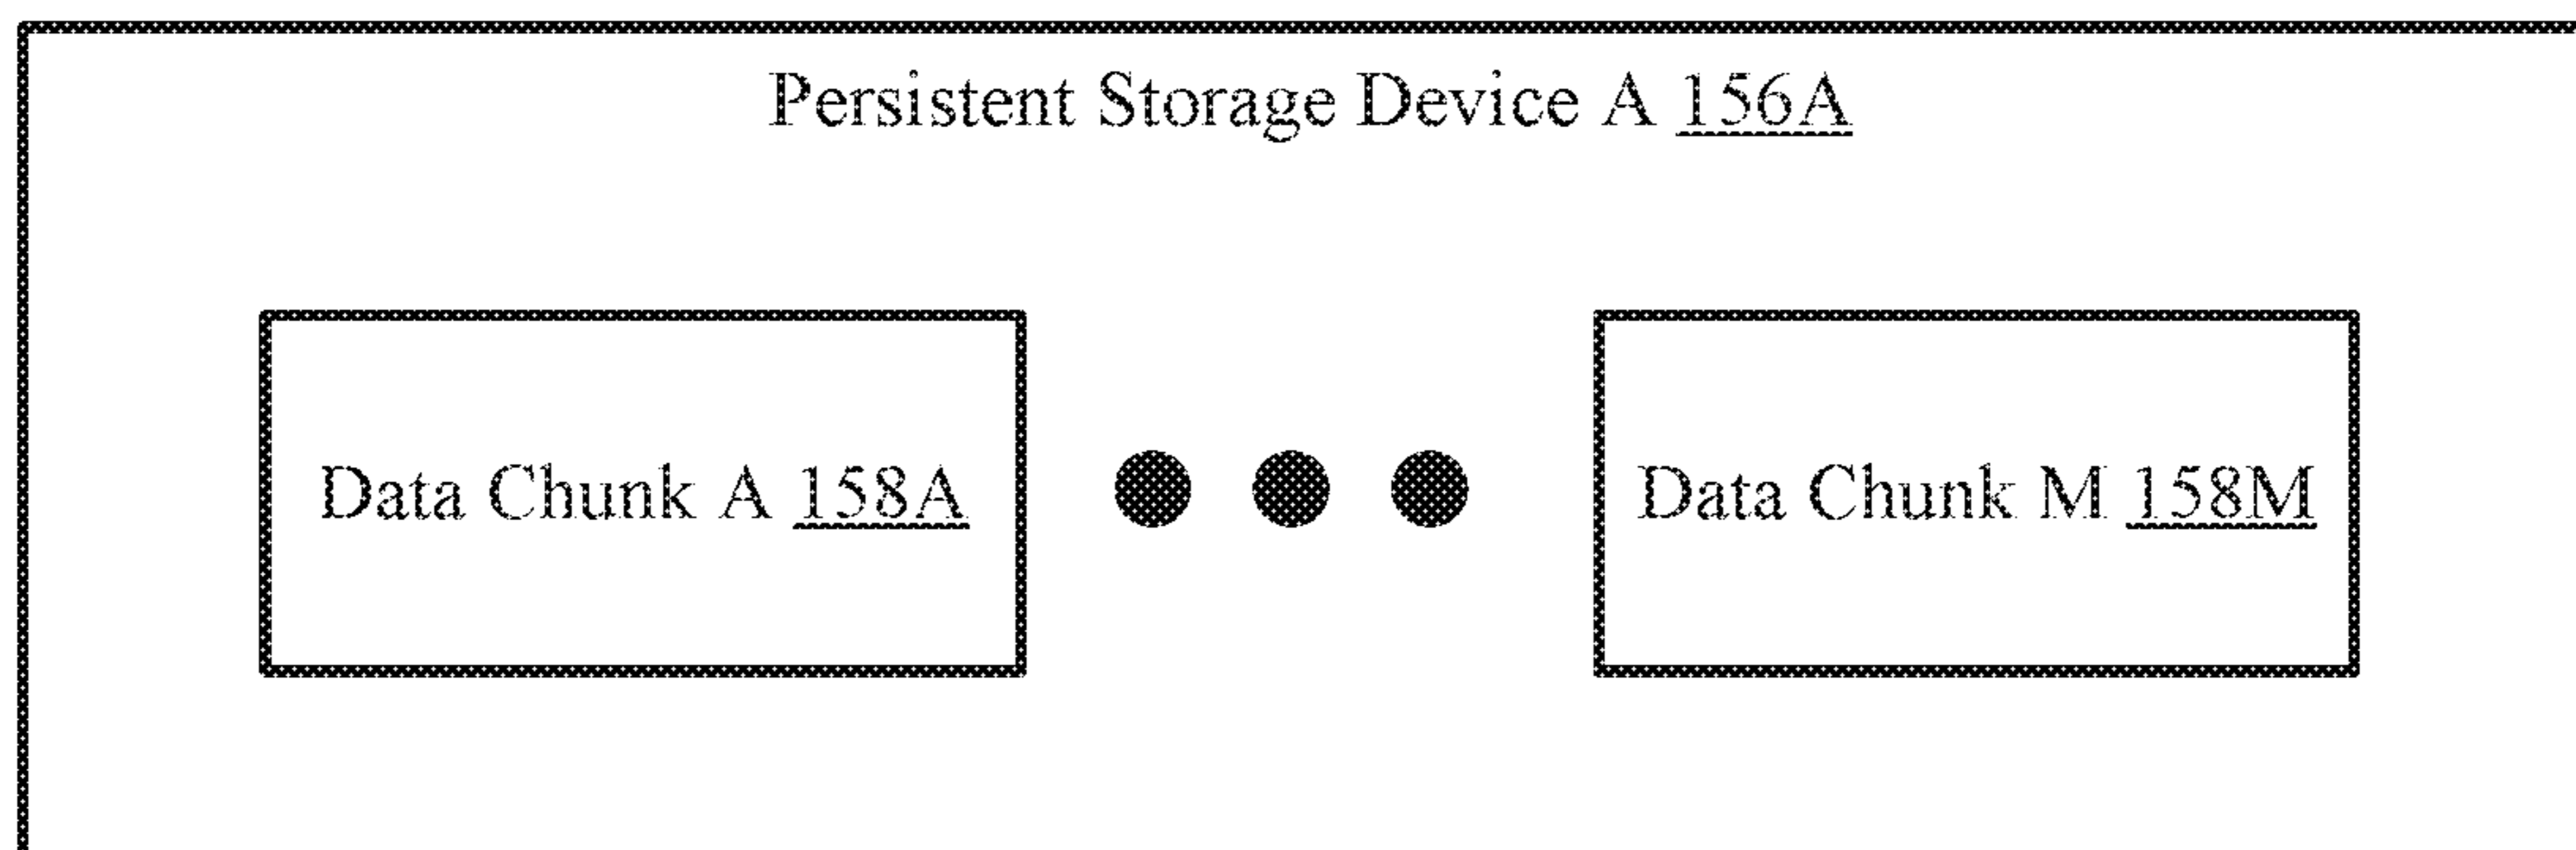 Persistent Storage Device A 156A
Data Chunk A 158A
Data Chunk M 158M